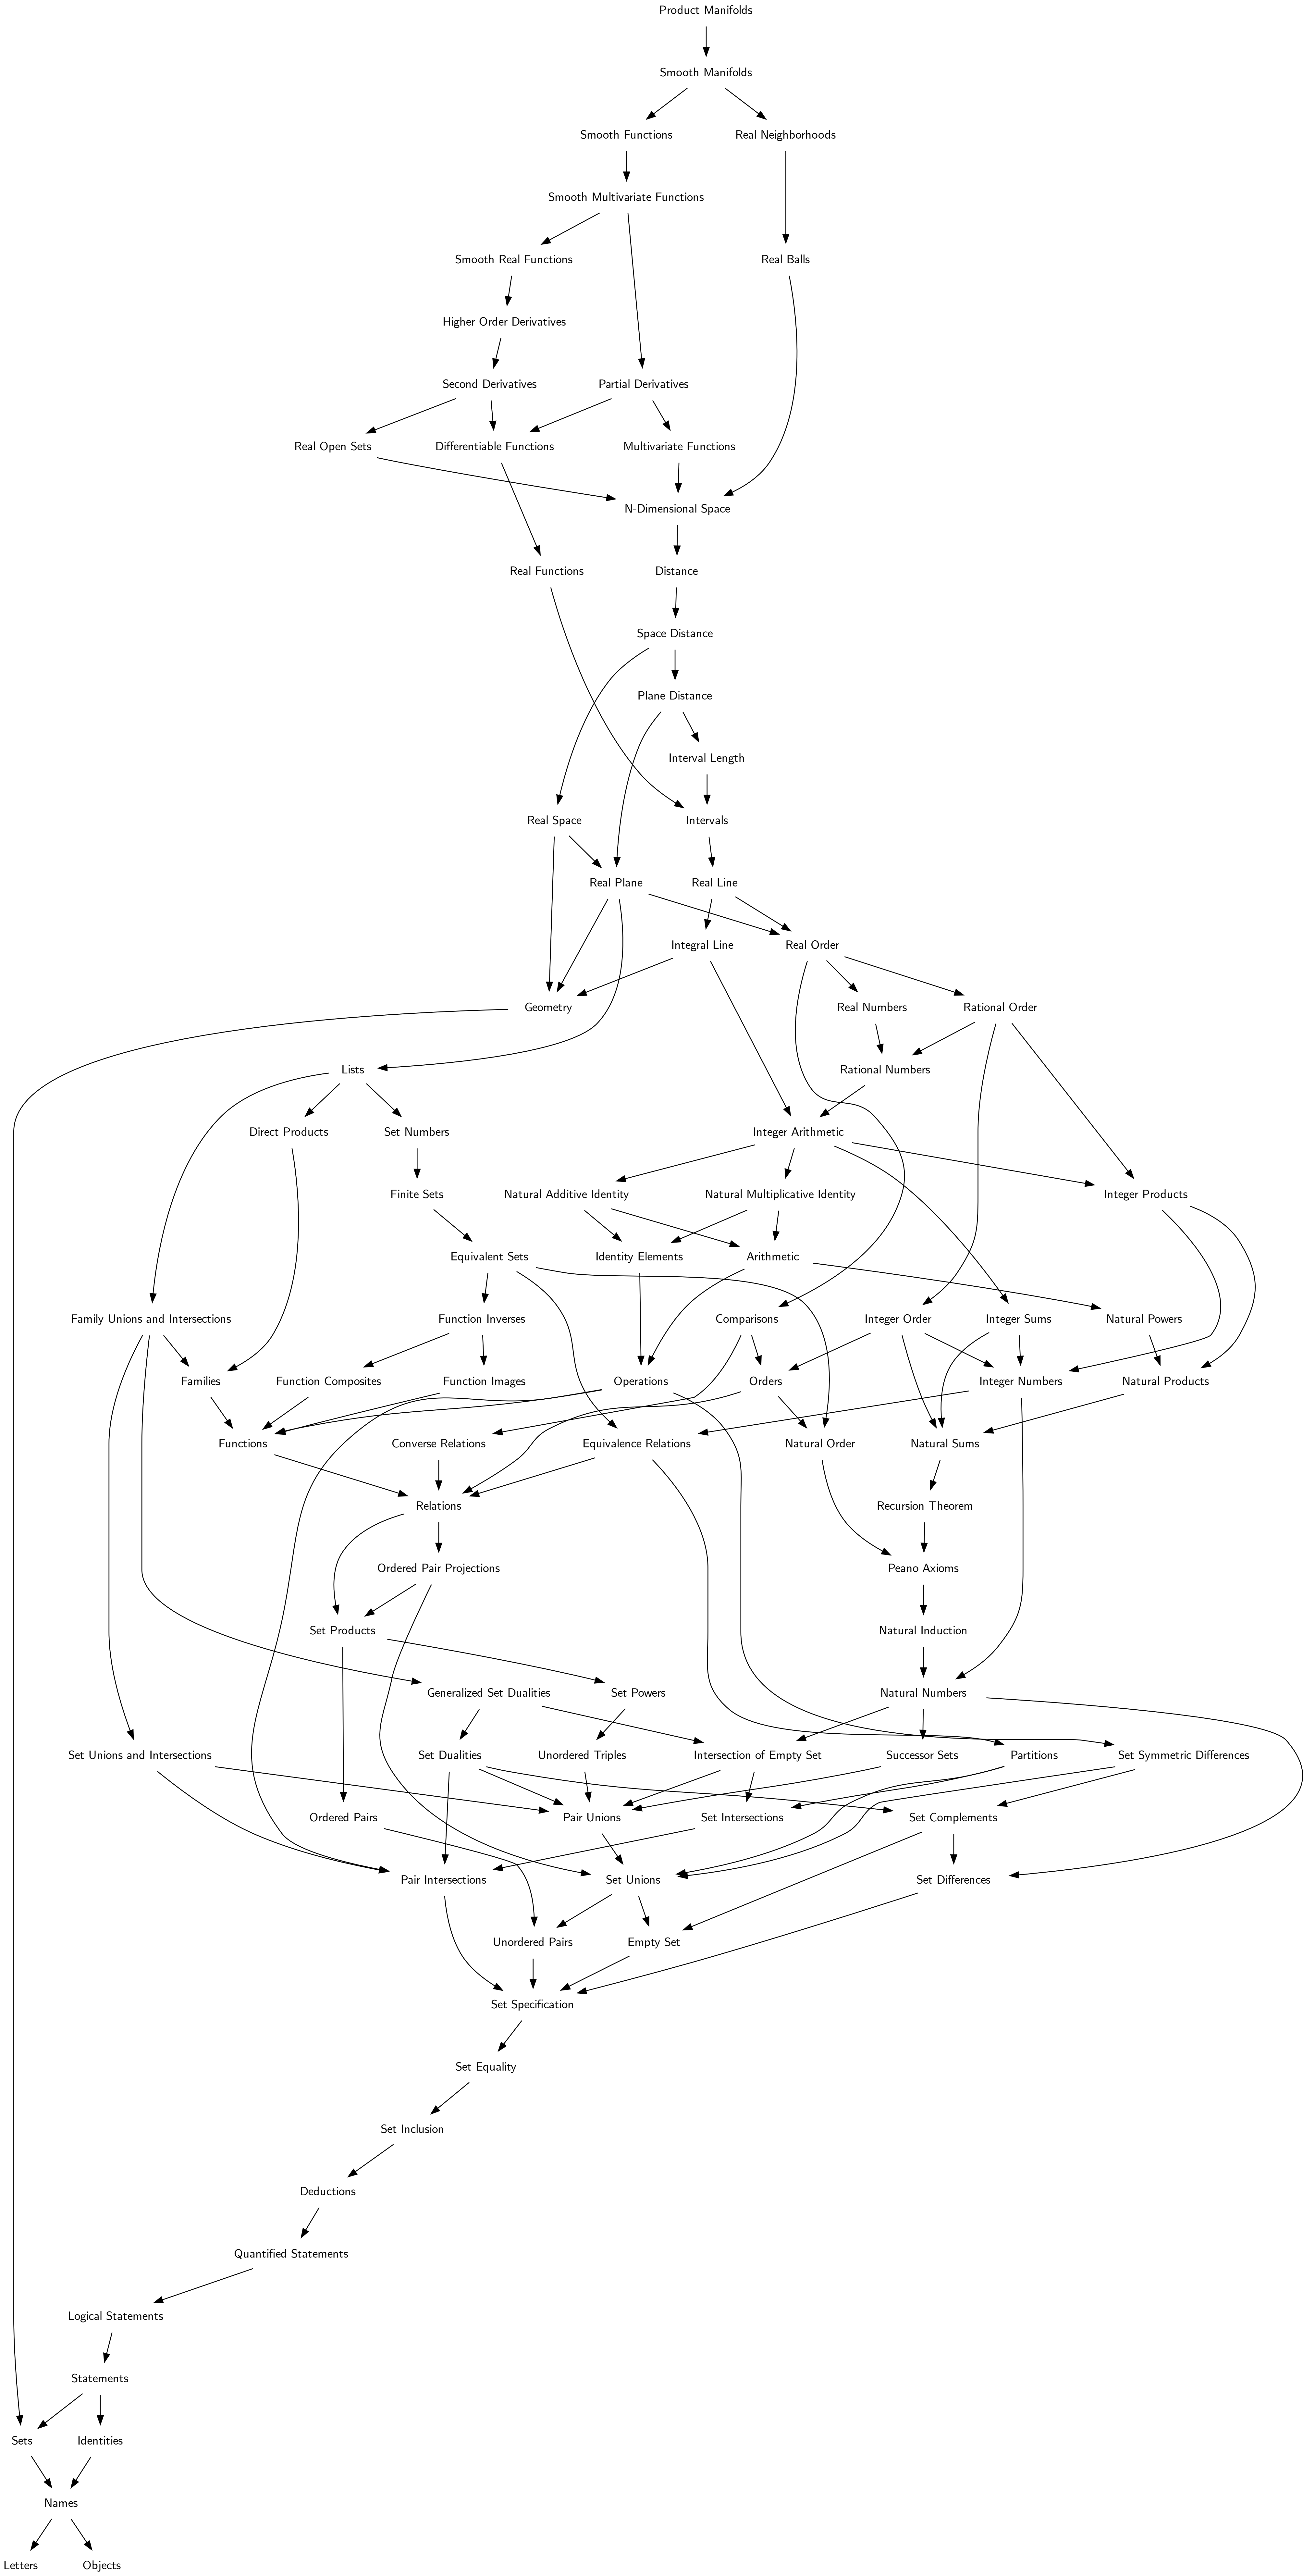 Product Manifolds
Smooth Manifolds
Smooth Functions
Real Neighborhoods
Smooth Multivariate Functions
Smooth Real Functions
Real Balls
Higher Order Derivatives
Second Derivatives
Partial Derivatives
Real Open Sets
Differentiable Functions
Multivariate Functions
N-Dimensional Space
Real Functions
Distance
Space Distance
Plane Distance
Interval Length
Real Space
Intervals
Real Plane
Real Line
Integral Line
Real Order
Geometry
Real Numbers
Rational Order
Lists
Rational Numbers
Direct Products
Set Numbers
Integer Arithmetic
Finite Sets
Natural Additive Identity
Natural Multiplicative Identity
Integer Products
Equivalent Sets
Identity Elements
Arithmetic
Family Unions and Intersections
Function Inverses
Comparisons
Integer Order
Integer Sums
Natural Powers
Families
Function Composites
Function Images
Operations
Orders
Integer Numbers
Natural Products
Functions
Converse Relations
Equivalence Relations
Natural Order
Natural Sums
Relations
Recursion Theorem
Ordered Pair Projections
Peano Axioms
Set Products
Natural Induction
Generalized Set Dualities
Set Powers
Natural Numbers
Set Unions and Intersections
Set Dualities
Unordered Triples
Intersection of Empty Set
Successor Sets
Partitions
Set Symmetric Differences
Ordered Pairs
Pair Unions
Set Intersections
Set Complements
Pair Intersections
Set Unions
Set Differences
Unordered Pairs
Empty Set
Set Specification
Set Equality
Set Inclusion
Deductions
Quantified Statements
Logical Statements
Statements
Sets
Identities
Names
Letters
Objects